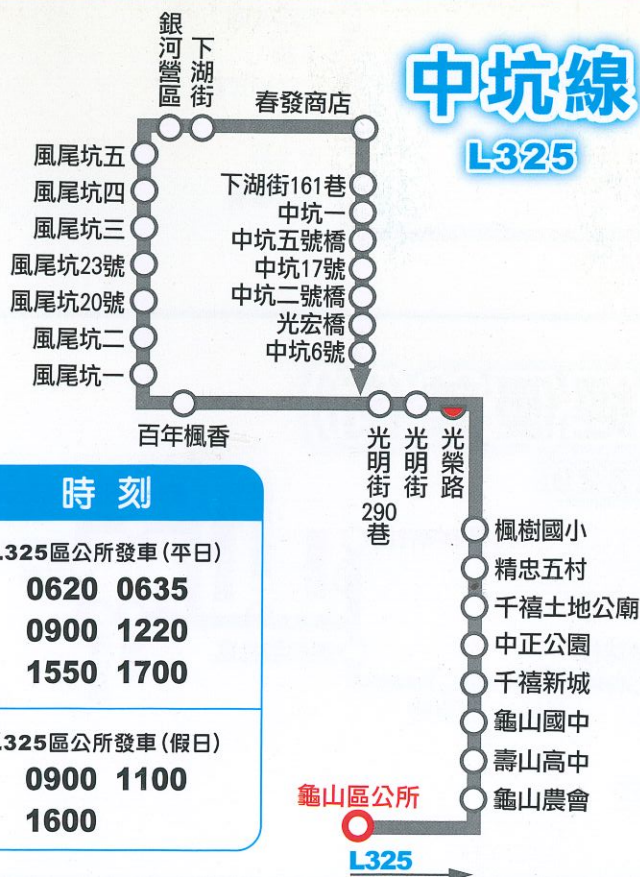 中坑線
L325
銀河營區
下湖街
春發商店
風尾坑五
風尾坑四
風尾坑三
風尾坑23號
風尾坑20號
風尾坑二
風尾坑一
下湖街161巷
中坑一
中坑五號橋
中坑17號
中坑二號橋
光宏橋
中坑6號
百年楓香
光明街290巷
光明街
光榮路
楓樹國小
精忠五村
千禧土地公廟
中正公園
千禧新城
龜山國中
壽山高中
龜山農會
龜山區公所
L325
時刻
L325區公所發車(平日)
0620 0635
0900 1220
1550 1700
L325區公所發車(假日)
0900 1100
1600